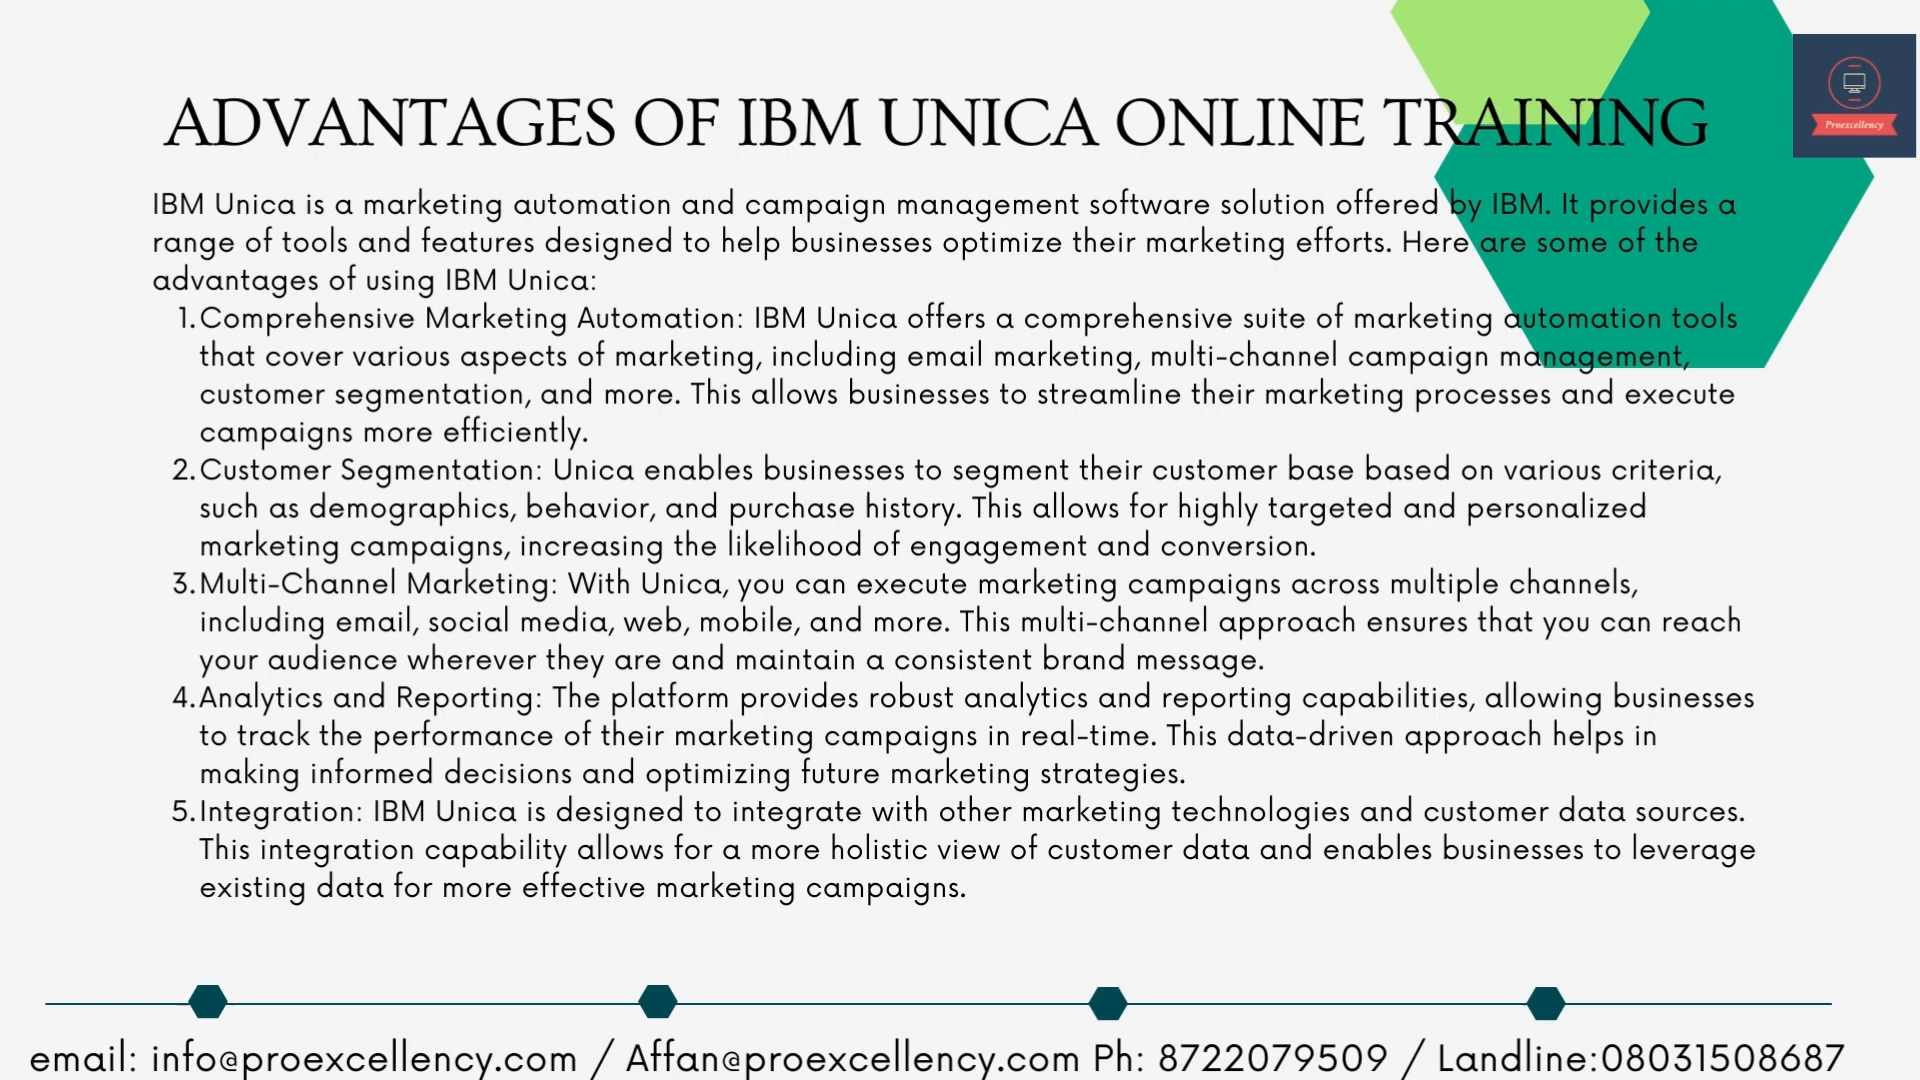 ADVANTAGES OF IBM UNICA ONLINE TRAINING
Proexcellency
IBM Unica is a marketing automation and campaign management software solution offered by IBM. It provides a
range of tools and features designed to help businesses optimize their marketing efforts. Here are some of the
advantages of using IBM Unica:
1. Comprehensive Marketing Automation: IBM Unica offers a comprehensive suite of marketing automation tools
that cover various aspects of marketing, including email marketing, multi-channel campaign management,
customer segmentation, and more. This allows businesses to streamline their marketing processes and execute
campaigns more efficiently.
2. Customer Segmentation: Unica enables businesses to segment their customer base based on various criteria,
such as demographics, behavior, and purchase history. This allows for highly targeted and personalized
marketing campaigns, increasing the likelihood of engagement and conversion.
3. Multi-Channel Marketing: With Unica, you can execute marketing campaigns across multiple channels,
including email, social media, web, mobile, and more. This multi-channel approach ensures that you can reach
your audience wherever they are and maintain a consistent brand message.
4. Analytics and Reporting: The platform provides robust analytics and reporting capabilities, allowing businesses
to track the performance of their marketing campaigns in real-time. This data-driven approach helps in
making informed decisions and optimizing future marketing strategies.
5. Integration: IBM Unica is designed to integrate with other marketing technologies and customer data sources.
This integration capability allows for a more holistic view of customer data and enables businesses to leverage
existing data for more effective marketing campaigns.
email: info@proexcellency.com / Affan@proexcellency.com Ph: 8722079509 / Landline:08031508687